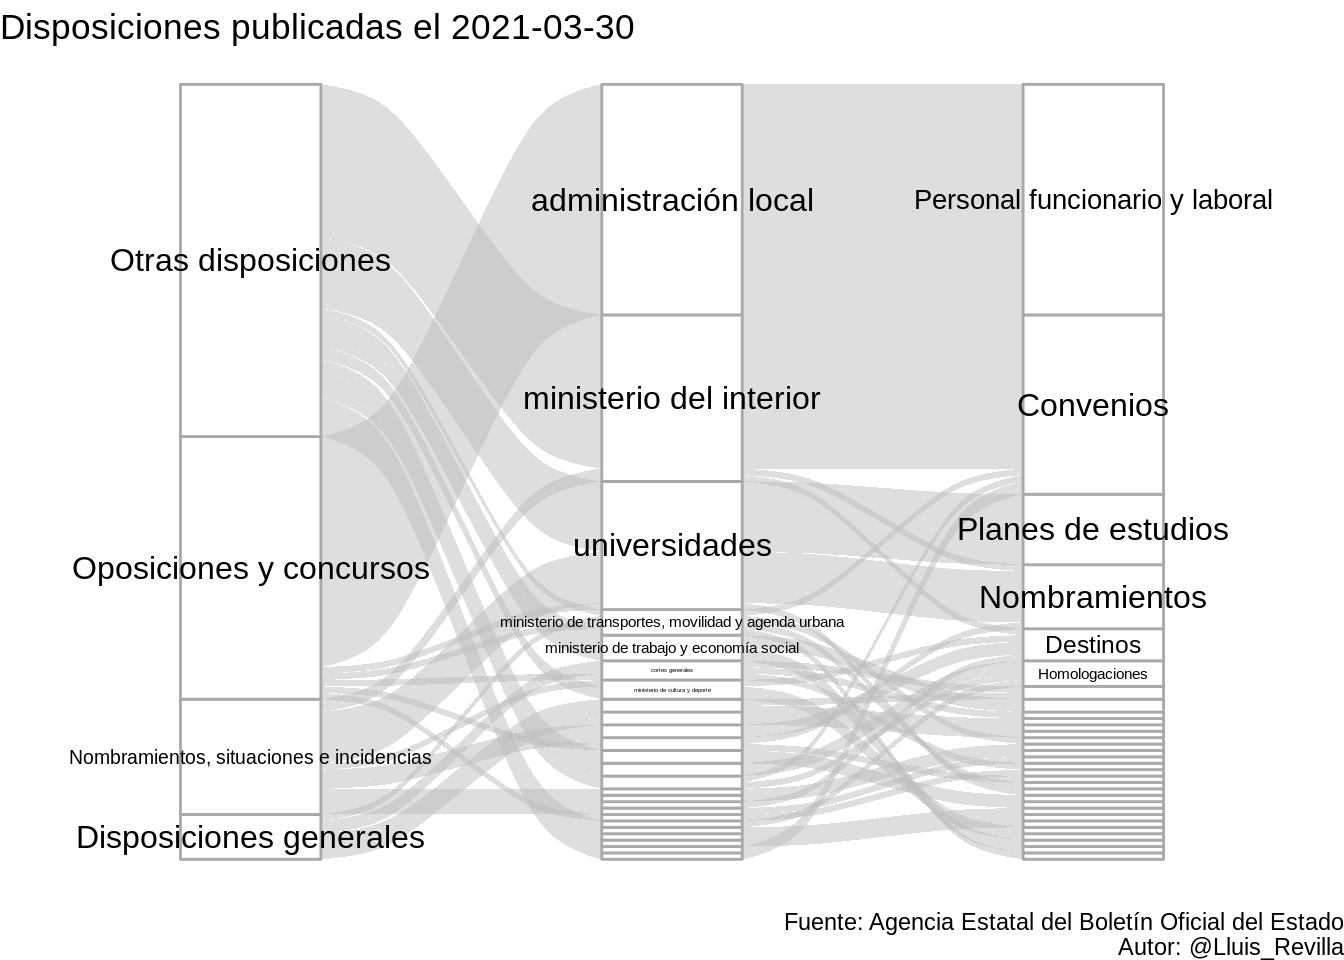 Disposiciones publicadas el 2021-03-30
Otras disposiciones
Oposiciones y concursos
Nombramientos, situaciones e incidencias
Disposiciones generales
administración local
ministerio del interior
universidades
ministerio de transportes, movilidad y agenda urbana
ministerio de trabajo y economía social
cortes generales
ministerio de cultura y deporte
Personal funcionario y laboral
Convenios
Planes de estudios
Nombramientos
Destinos
Homologaciones
Fuente: Agencia Estatal del Boletín Oficial del Estado
Autor: @Lluis_Revilla